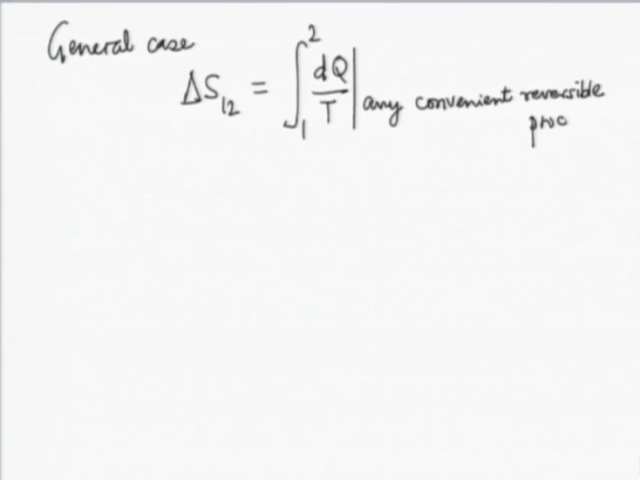 General case
ΔS₁₂ = ∫₁² dQ/T | any convenient reversible
proc